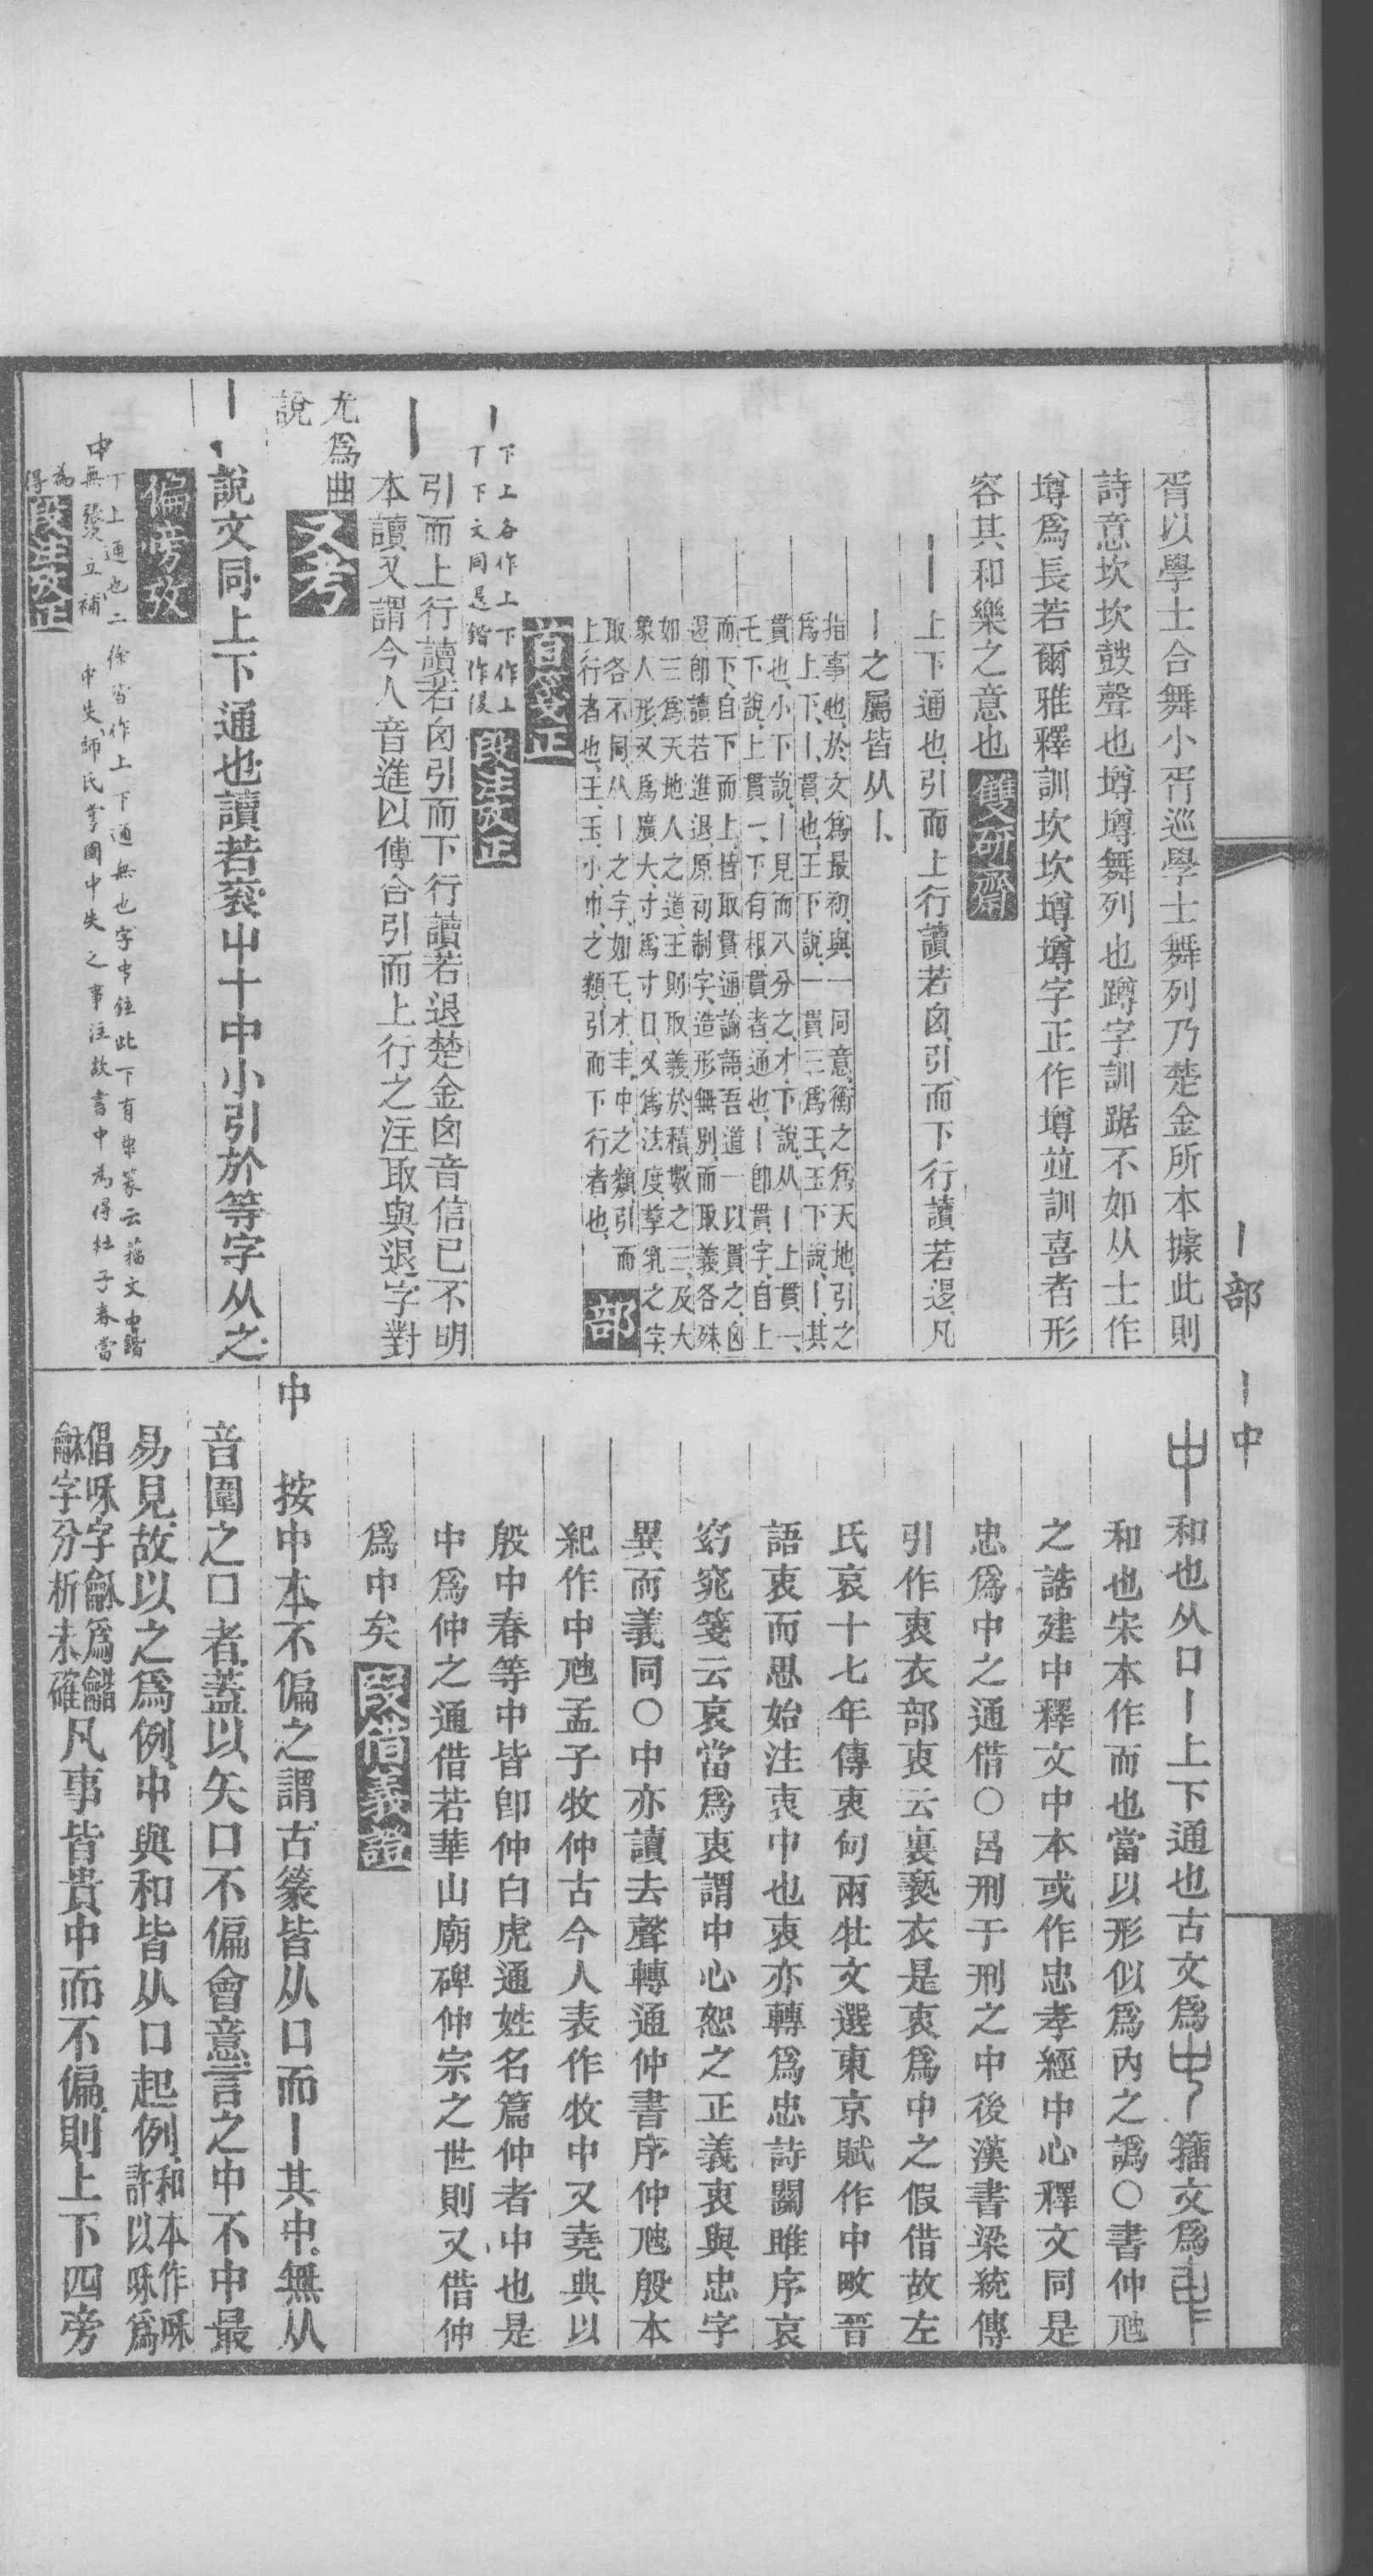 丨部 丨中
胥以學士合舞小胥巡學士舞列乃楚金所本據此則
詩意坎坎鼓聲也墫墫舞列也蹲字訓踞不如从士作
墫爲長若爾雅釋訓坎坎墫墫字正作墫並訓喜者形
容其和樂之意也 雙研齋
丨 上下通也引而上行讀若囟引而下行讀若𨓤凡
丨之屬皆从丨
指事也於文爲最初與一同意衡之爲天地引之
爲上下丨貫也王下說一貫三爲王玉下說丨其
貫也小下說丨見而八分之才下說从丨上貫一
乇下說上貫一下有根貫者通也丨卽貫字自上
而下自下而上皆取貫通論語吾道一以貫之囟
𨓤卽讀若進退原初制字造形無別而取義各殊
如三爲天地人之道王則取義於積數之三及大
象人形又爲廣大寸爲寸口又爲法度孳乳之字
取各不同从丨之字如乇才丰中之類引而
上行者也王玉小巾之類引而下行者也 部
首箋正
丨 下上各作上下作上
丅下文同是鍇作𨓤 段注攷正
丨 引而上行讀若囟引而下行讀若退楚金囟音信已不明
本讀又謂今人音進以傅合引而上行之注取與退字對
尤爲曲
說 又考
丨 說文同上下通也讀若衮中十中小引於等字从之
偏旁攷
中 丁上通也二徐皆作上下通無也字中鉉此下有𠁧篆云籒文中鍇
無張立補 中失師氏掌國中失之事注故書中爲得杜子春當
爲
得 段注攷正
中 和也从口丨上下通也古文爲𠁧籒文爲𠁩
和也宋本作而也當以形似爲內之譌○書仲虺
之誥建中釋文中本或作忠孝經中心釋文同是
忠爲中之通借○呂刑于刑之中後漢書梁統傳
引作衷衣部衷云裏褻衣是衷爲中之假借故左
氏哀十七年傳衷甸兩牡文選東京賦作中畋晉
語衷而思始注衷中也衷亦轉爲忠詩關雎序哀
窈窕箋云哀當爲衷謂中心恕之正義衷與忠字
異而義同○中亦讀去聲轉通仲書序仲虺殷本
紀作中虺孟子牧仲古今人表作牧中又堯典以
殷中春等中皆卽仲白虎通姓名篇仲者中也是
中爲仲之通借若華山廟碑仲宗之世則又借仲
爲中矣 叚借義證
中 按中本不偏之謂古篆皆从口而丨其中無从
音圍之囗者蓋以矢口不偏會意言之中不中最
易見故以之爲例中與和皆从口起例和本作咊
許以咊爲
倡咊字龢爲龤
龢字分析未確凡事皆貴中而不偏則上下四旁